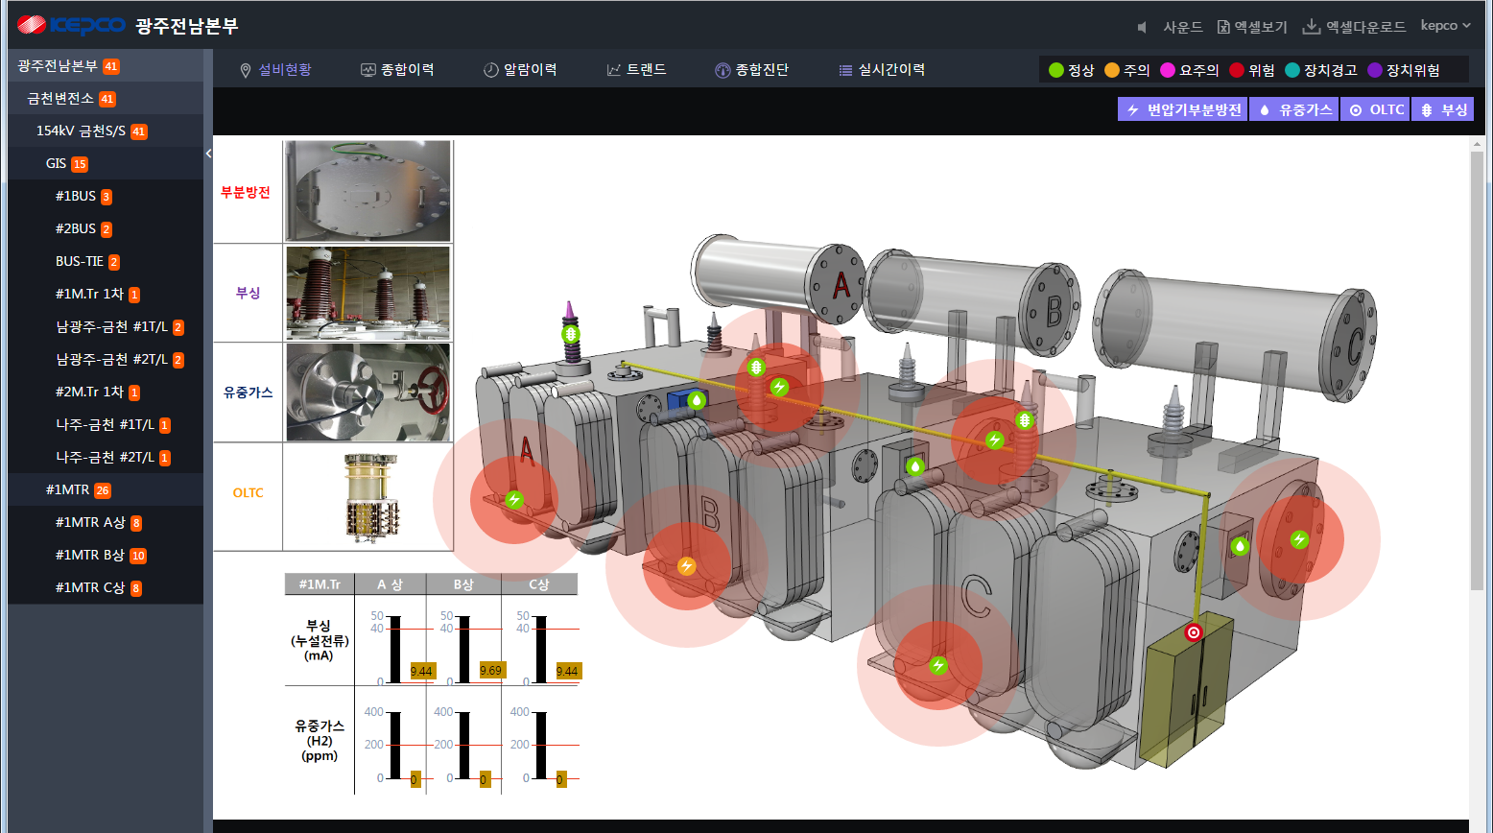 KEPCO 광주전남본부
사운드 엑셀보기 엑셀다운로드 kepco
광주전남본부 41
금천변전소 41
154kV 금천S/S 41
GIS 15
#1BUS 3
#2BUS 2
BUS-TIE 2
#1M.Tr 1차 1
남광주-금천 #1T/L 2
남광주-금천 #2T/L 2
#2M.Tr 1차 1
나주-금천 #1T/L 1
나주-금천 #2T/L 1
#1MTR 26
#1MTR A상 8
#1MTR B상 10
#1MTR C상 8
설비현황 종합이력 알람이력 트랜드 종합진단 실시간이력
정상 주의 요주의 위험 장치경고 장치위험
변압기부분방전 유중가스 OLTC 부싱
부분방전
부싱
유중가스
OLTC
A
B
C
A
B
C
#1M.Tr A 상 B상 C상
부싱
(누설전류)
(mA)
50 50 50
40 40 40
9.44 9.69 9.44
0 0 0
유중가스
(H2)
(ppm)
400 400 400
200 200 200
0 0 0 0 0 0